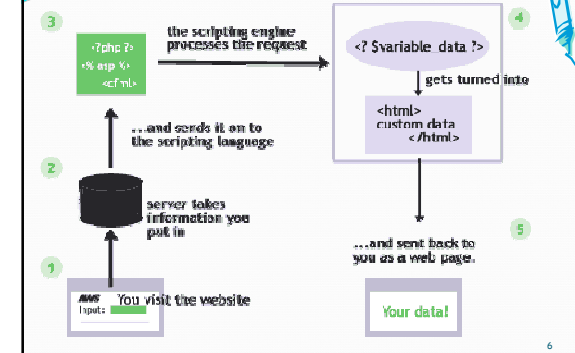 3
<?php ?>
<% asp %>
<cfml>
the scripting engine
processes the request
4
<? $variable_data ?>
gets turned into
<html>
custom data
</html>
...and sends it on to
the scripting language
2
server takes
information you
put in
1
You visit the website
Input:
5
...and sent back to
you as a web page.
Your data!
6